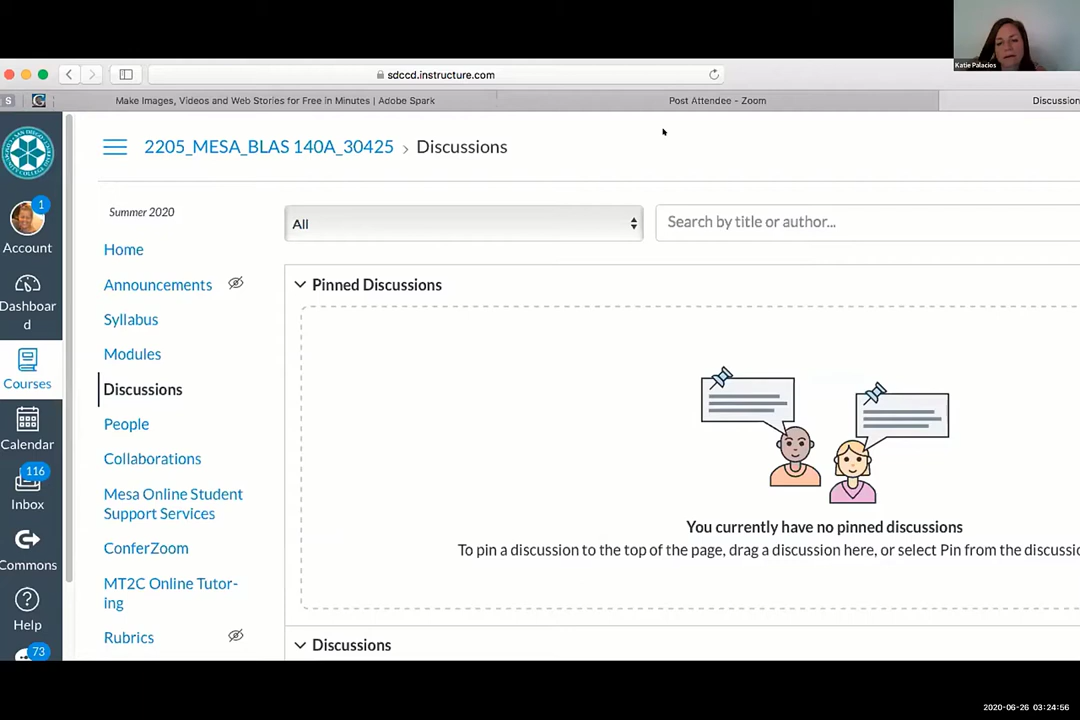 Katie Palacios
sdccd.instructure.com
S
Make Images, Videos and Web Stories for Free in Minutes | Adobe Spark
Post Attendee - Zoom
Discussion
2205_MESA_BLAS 140A_30425 › Discussions
1
Account
Dashboar
d
Courses
Calendar
116
Inbox
Commons
Help
73
Summer 2020
Home
Announcements
Syllabus
Modules
Discussions
People
Collaborations
Mesa Online Student
Support Services
ConferZoom
MT2C Online Tutor-
ing
Rubrics
All
Search by title or author...
Pinned Discussions
You currently have no pinned discussions
To pin a discussion to the top of the page, drag a discussion here, or select Pin from the discussio
Discussions
2020-06-26 03:24:56